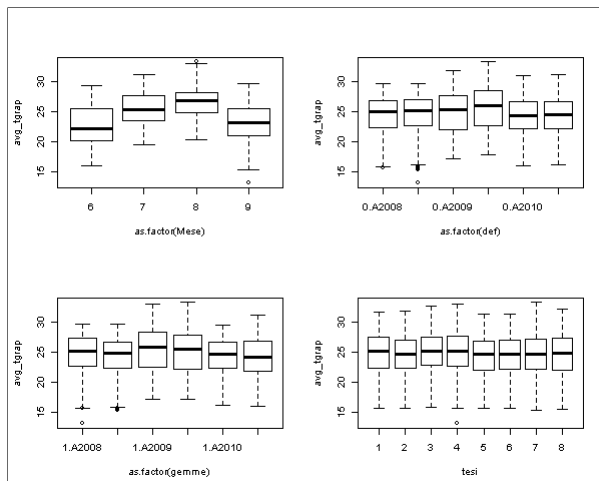 avg_tgrap
30
25
20
15
6 7 8 9
as.factor(Mese)
avg_tgrap
30
25
20
15
0.A2008 0.A2009 0.A2010
as.factor(def)
avg_tgrap
30
25
20
15
1.A2008 1.A2009 1.A2010
as.factor(gemme)
avg_tgrap
30
25
20
15
1 2 3 4 5 6 7 8
tesi